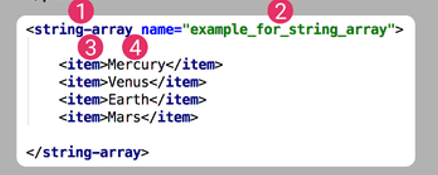 1 2
<string-array name="example_for_string_array">
3 4
<item>Mercury</item>
<item>Venus</item>
<item>Earth</item>
<item>Mars</item>
</string-array>